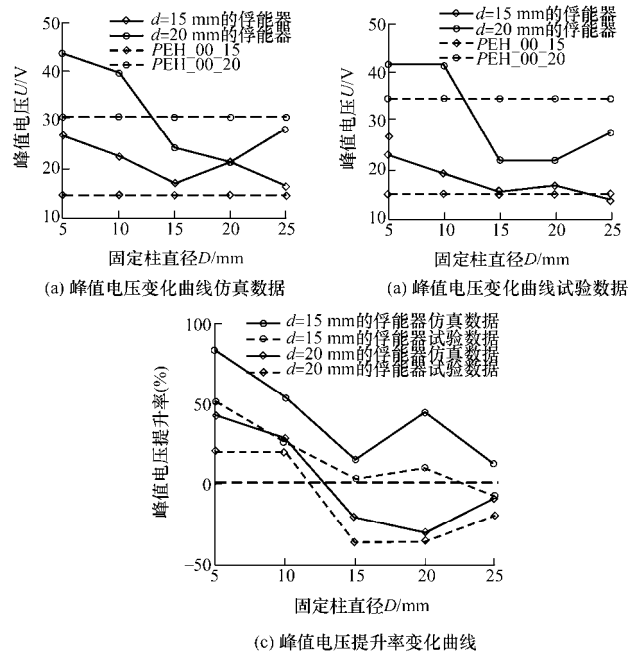 d=15 mm的俘能器
d=20 mm的俘能器
PEH_00_15
PEH_00_20
峰值电压U/V
50
40
30
20
10
5
10
15
20
25
固定柱直径D/mm
(a) 峰值电压变化曲线仿真数据
d=15 mm的俘能器
d=20 mm的俘能器
PEH_00_15
PEH_00_20
峰值电压U/V
50
40
30
20
10
5
10
15
20
25
固定柱直径D/mm
(a) 峰值电压变化曲线试验数据
d=15 mm的俘能器仿真数据
d=15 mm的俘能器试验数据
d=20 mm的俘能器仿真数据
d=20 mm的俘能器试验数据
峰值电压提升率(%)
100
50
0
−50
5
10
15
20
25
固定柱直径D/mm
(c) 峰值电压提升率变化曲线